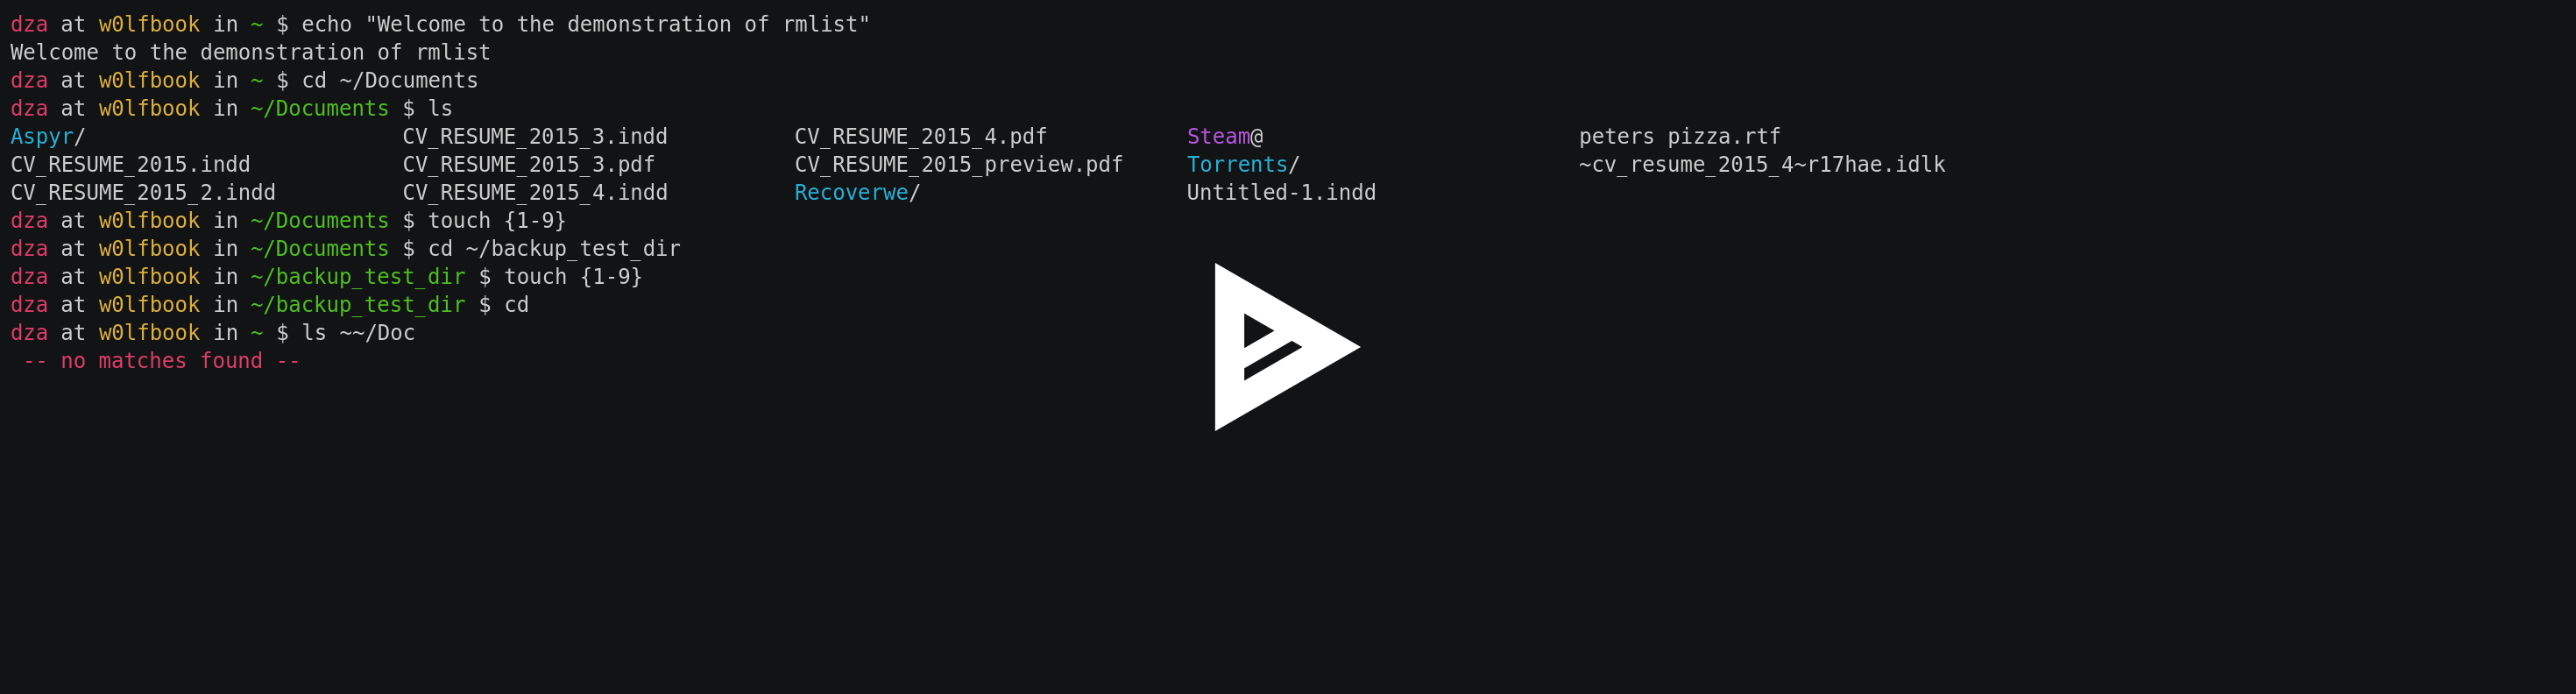 dza at w0lfbook in ~ $ echo "Welcome to the demonstration of rmlist"
Welcome to the demonstration of rmlist
dza at w0lfbook in ~ $ cd ~/Documents
dza at w0lfbook in ~/Documents $ ls
Aspyr/ CV_RESUME_2015_3.indd CV_RESUME_2015_4.pdf Steam@ peters pizza.rtf
CV_RESUME_2015.indd CV_RESUME_2015_3.pdf CV_RESUME_2015_preview.pdf Torrents/ ~cv_resume_2015_4~r17hae.idlk
CV_RESUME_2015_2.indd CV_RESUME_2015_4.indd Recoverwe/ Untitled-1.indd
dza at w0lfbook in ~/Documents $ touch {1-9}
dza at w0lfbook in ~/Documents $ cd ~/backup_test_dir
dza at w0lfbook in ~/backup_test_dir $ touch {1-9}
dza at w0lfbook in ~/backup_test_dir $ cd
dza at w0lfbook in ~ $ ls ~~/Doc
-- no matches found --